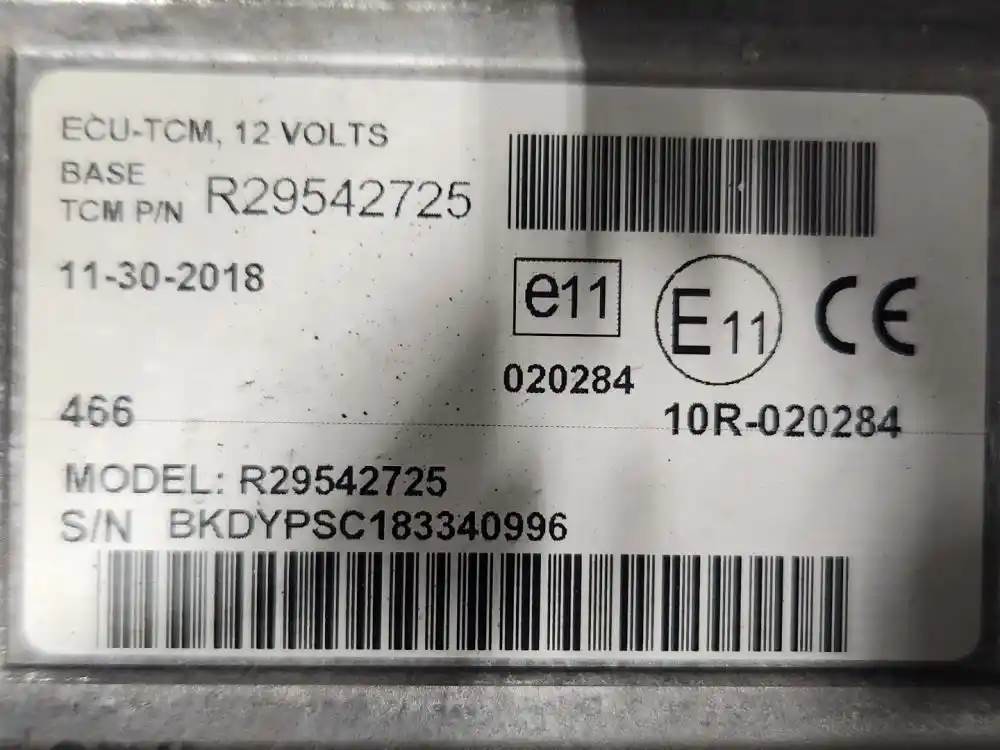 ECU-TCM, 12 VOLTS
BASE
TCM P/N R29542725
11-30-2018
e11
E11
CE
020284
10R-020284
466
MODEL: R29542725
S/N BKDYPSC183340996